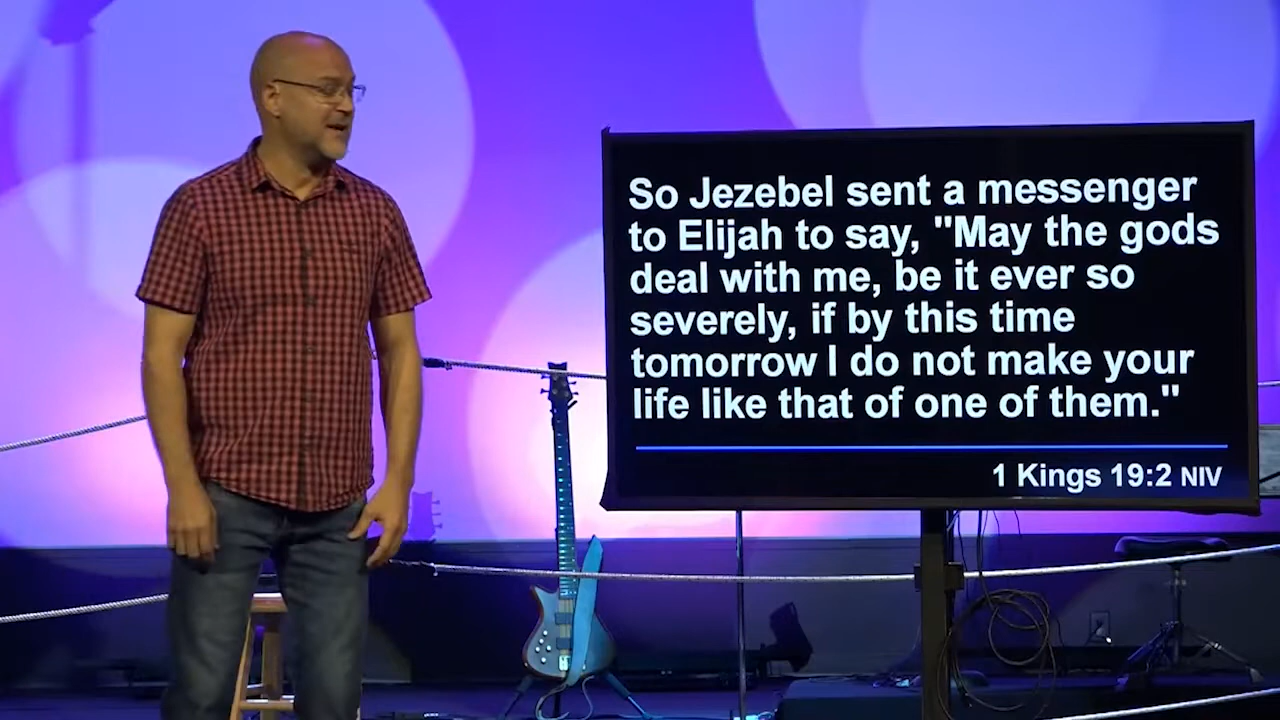 So Jezebel sent a messenger
to Elijah to say, "May the gods
deal with me, be it ever so
severely, if by this time
tomorrow I do not make your
life like that of one of them."
1 Kings 19:2 NIV